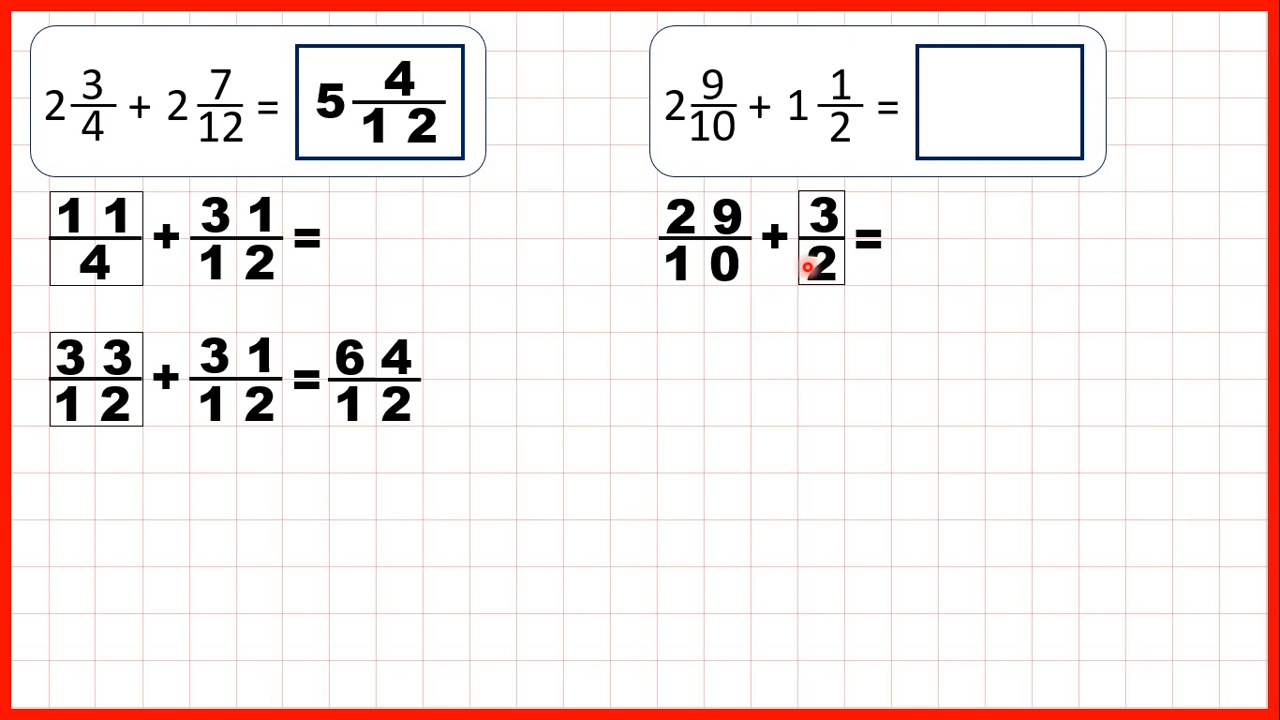 2 3/4 + 2 7/12 = 5 4/12
11/4 + 31/12 =
33/12 + 31/12 = 64/12
2 9/10 + 1 1/2 =
29/10 + 3/2 =